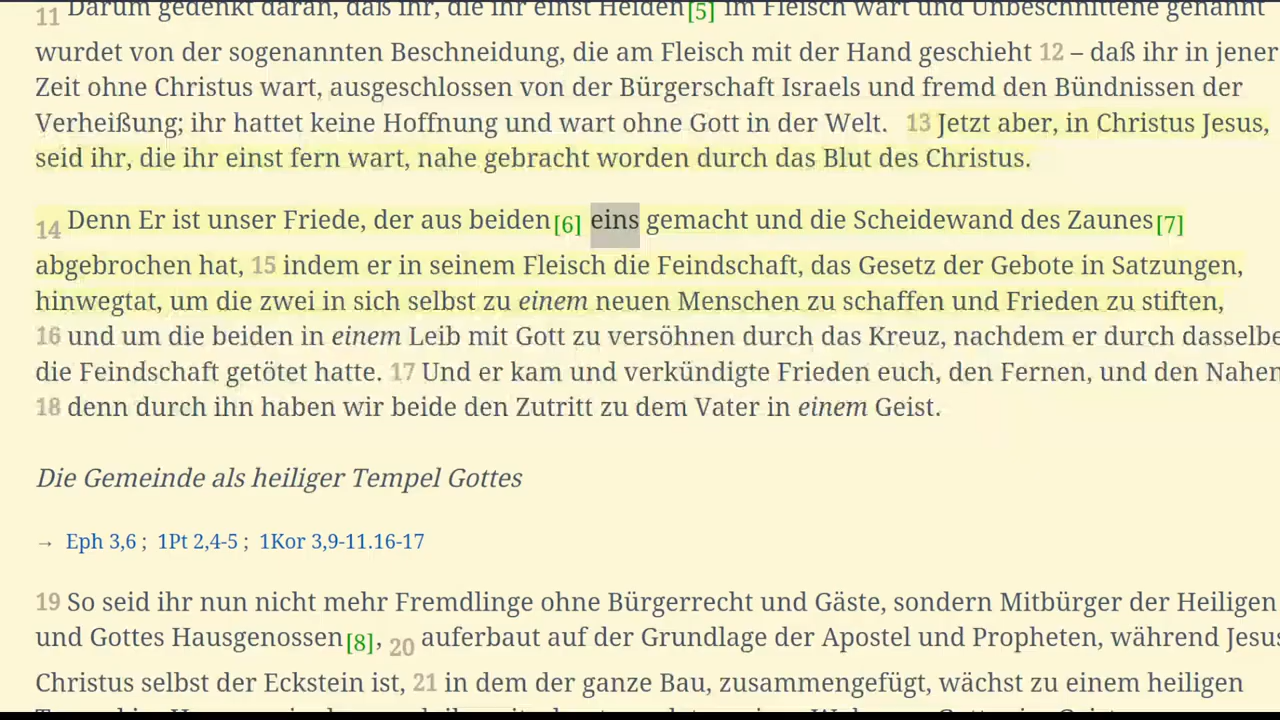 11 Darum gedenkt daran, daß ihr, die ihr einst Heiden[5] im Fleisch wart und Unbeschnittene genannt
wurdet von der sogenannten Beschneidung, die am Fleisch mit der Hand geschieht 12 – daß ihr in jener
Zeit ohne Christus wart, ausgeschlossen von der Bürgerschaft Israels und fremd den Bündnissen der
Verheißung; ihr hattet keine Hoffnung und wart ohne Gott in der Welt. 13 Jetzt aber, in Christus Jesus,
seid ihr, die ihr einst fern wart, nahe gebracht worden durch das Blut des Christus.
14 Denn Er ist unser Friede, der aus beiden[6] eins gemacht und die Scheidewand des Zaunes[7]
abgebrochen hat, 15 indem er in seinem Fleisch die Feindschaft, das Gesetz der Gebote in Satzungen,
hinwegtat, um die zwei in sich selbst zu einem neuen Menschen zu schaffen und Frieden zu stiften,
16 und um die beiden in einem Leib mit Gott zu versöhnen durch das Kreuz, nachdem er durch dasselbe
die Feindschaft getötet hatte. 17 Und er kam und verkündigte Frieden euch, den Fernen, und den Nahen
18 denn durch ihn haben wir beide den Zutritt zu dem Vater in einem Geist.
Die Gemeinde als heiliger Tempel Gottes
→ Eph 3,6 ; 1Pt 2,4-5 ; 1Kor 3,9-11.16-17
19 So seid ihr nun nicht mehr Fremdlinge ohne Bürgerrecht und Gäste, sondern Mitbürger der Heiligen
und Gottes Hausgenossen[8], 20 auferbaut auf der Grundlage der Apostel und Propheten, während Jesus
Christus selbst der Eckstein ist, 21 in dem der ganze Bau, zusammengefügt, wächst zu einem heiligen